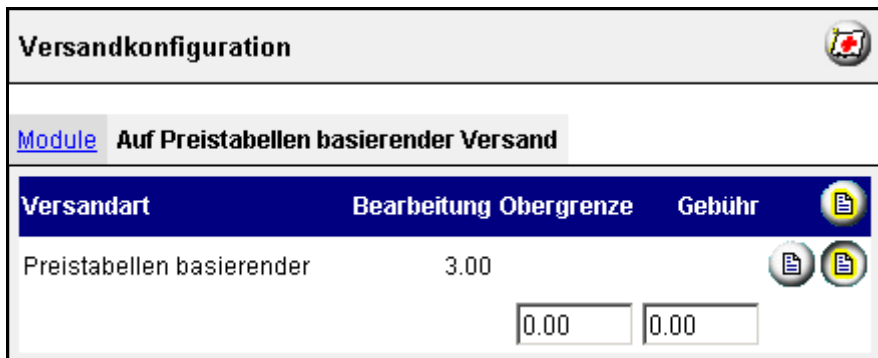 Versandkonfiguration
Module Auf Preistabellen basierender Versand
Versandart Bearbeitung Obergrenze Gebühr
Preistabellen basierender 3.00
0.00 0.00